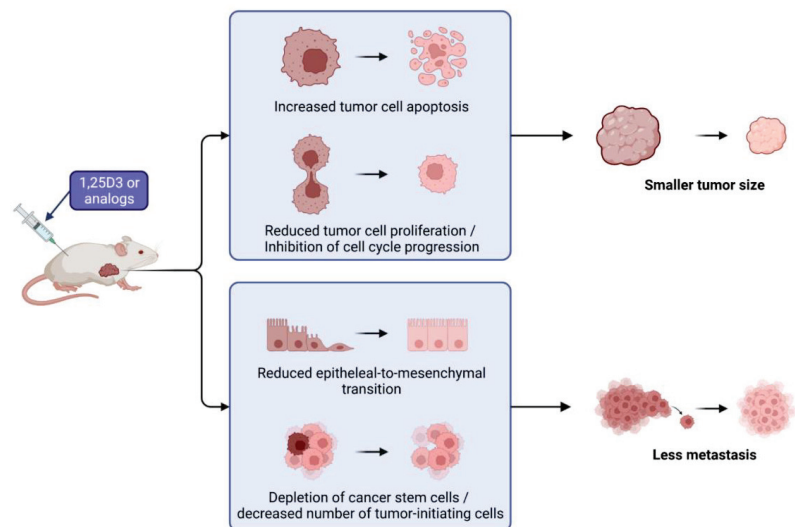 1,25D3 or
analogs
Increased tumor cell apoptosis
Reduced tumor cell proliferation /
Inhibition of cell cycle progression
Smaller tumor size
Reduced epitheleal-to-mesenchymal
transition
Depletion of cancer stem cells /
decreased number of tumor-initiating cells
Less metastasis